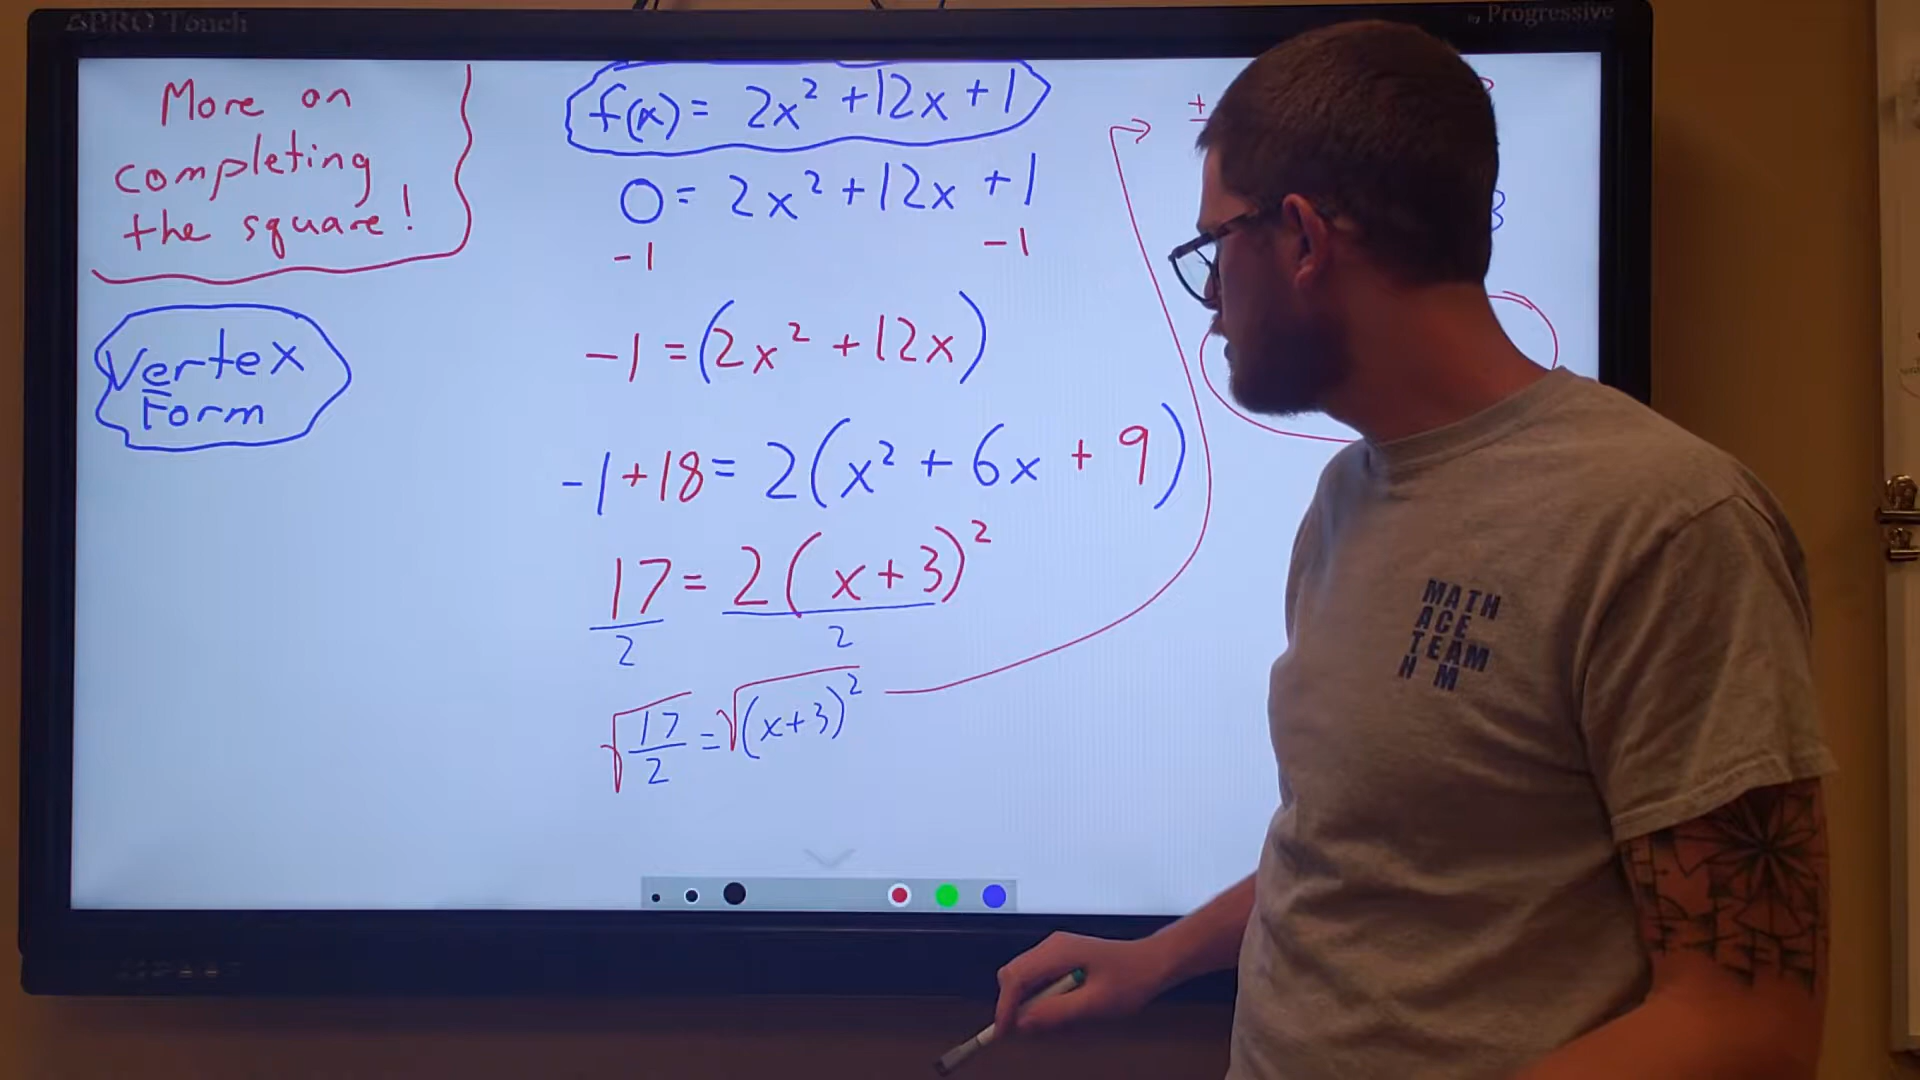 PRO Touch
by Progressive
More on
completing
the square!
Vertex
Form
f(x) = 2x² + 12x + 1
0 = 2x² + 12x + 1
-1 -1
-1 = (2x² + 12x)
-1 + 18 = 2(x² + 6x + 9)
17 = 2(x + 3)²
2 2
√17/2 = √(x+3)²
+
3
MATH
ACE
TEAM
H M